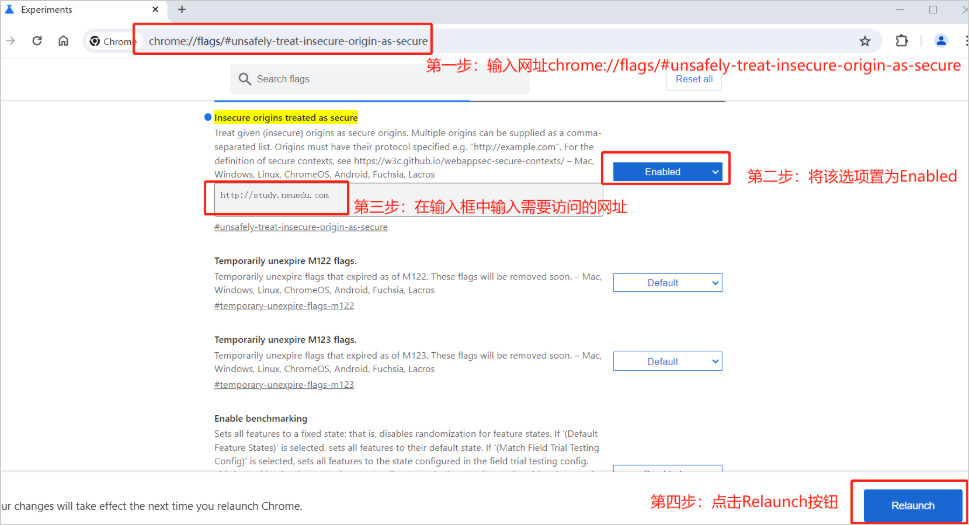 Experiments
Chrome
chrome://flags/#unsafely-treat-insecure-origin-as-secure
第一步：输入网址chrome://flags/#unsafely-treat-insecure-origin-as-secure
Search flags
Reset all
Insecure origins treated as secure
Treat given (insecure) origins as secure origins. Multiple origins can be supplied as a comma-
separated list. Origins must have their protocol specified e.g. "http://example.com". For the
definition of secure contexts, see https://w3c.github.io/webappsec-secure-contexts/ – Mac,
Windows, Linux, ChromeOS, Android, Fuchsia, Lacros
Enabled
第二步：将该选项置为Enabled
http://study.neuedu.com
第三步：在输入框中输入需要访问的网址
#unsafely-treat-insecure-origin-as-secure
Temporarily unexpire M122 flags.
Temporarily unexpire flags that expired as of M122. These flags will be removed soon. – Mac,
Windows, Linux, ChromeOS, Android, Fuchsia, Lacros
Default
#temporary-unexpire-flags-m122
Temporarily unexpire M123 flags.
Temporarily unexpire flags that expired as of M123. These flags will be removed soon. – Mac,
Windows, Linux, ChromeOS, Android, Fuchsia, Lacros
Default
#temporary-unexpire-flags-m123
Enable benchmarking
Sets all features to a fixed state; that is, disables randomization for feature states. If '(Default
Feature States)' is selected, sets all features to their default state. If '(Match Field Trial Testing
Config)' is selected, sets all features to the state configured in the field trial testing config.
ur changes will take effect the next time you relaunch Chrome.
第四步：点击Relaunch按钮
Relaunch